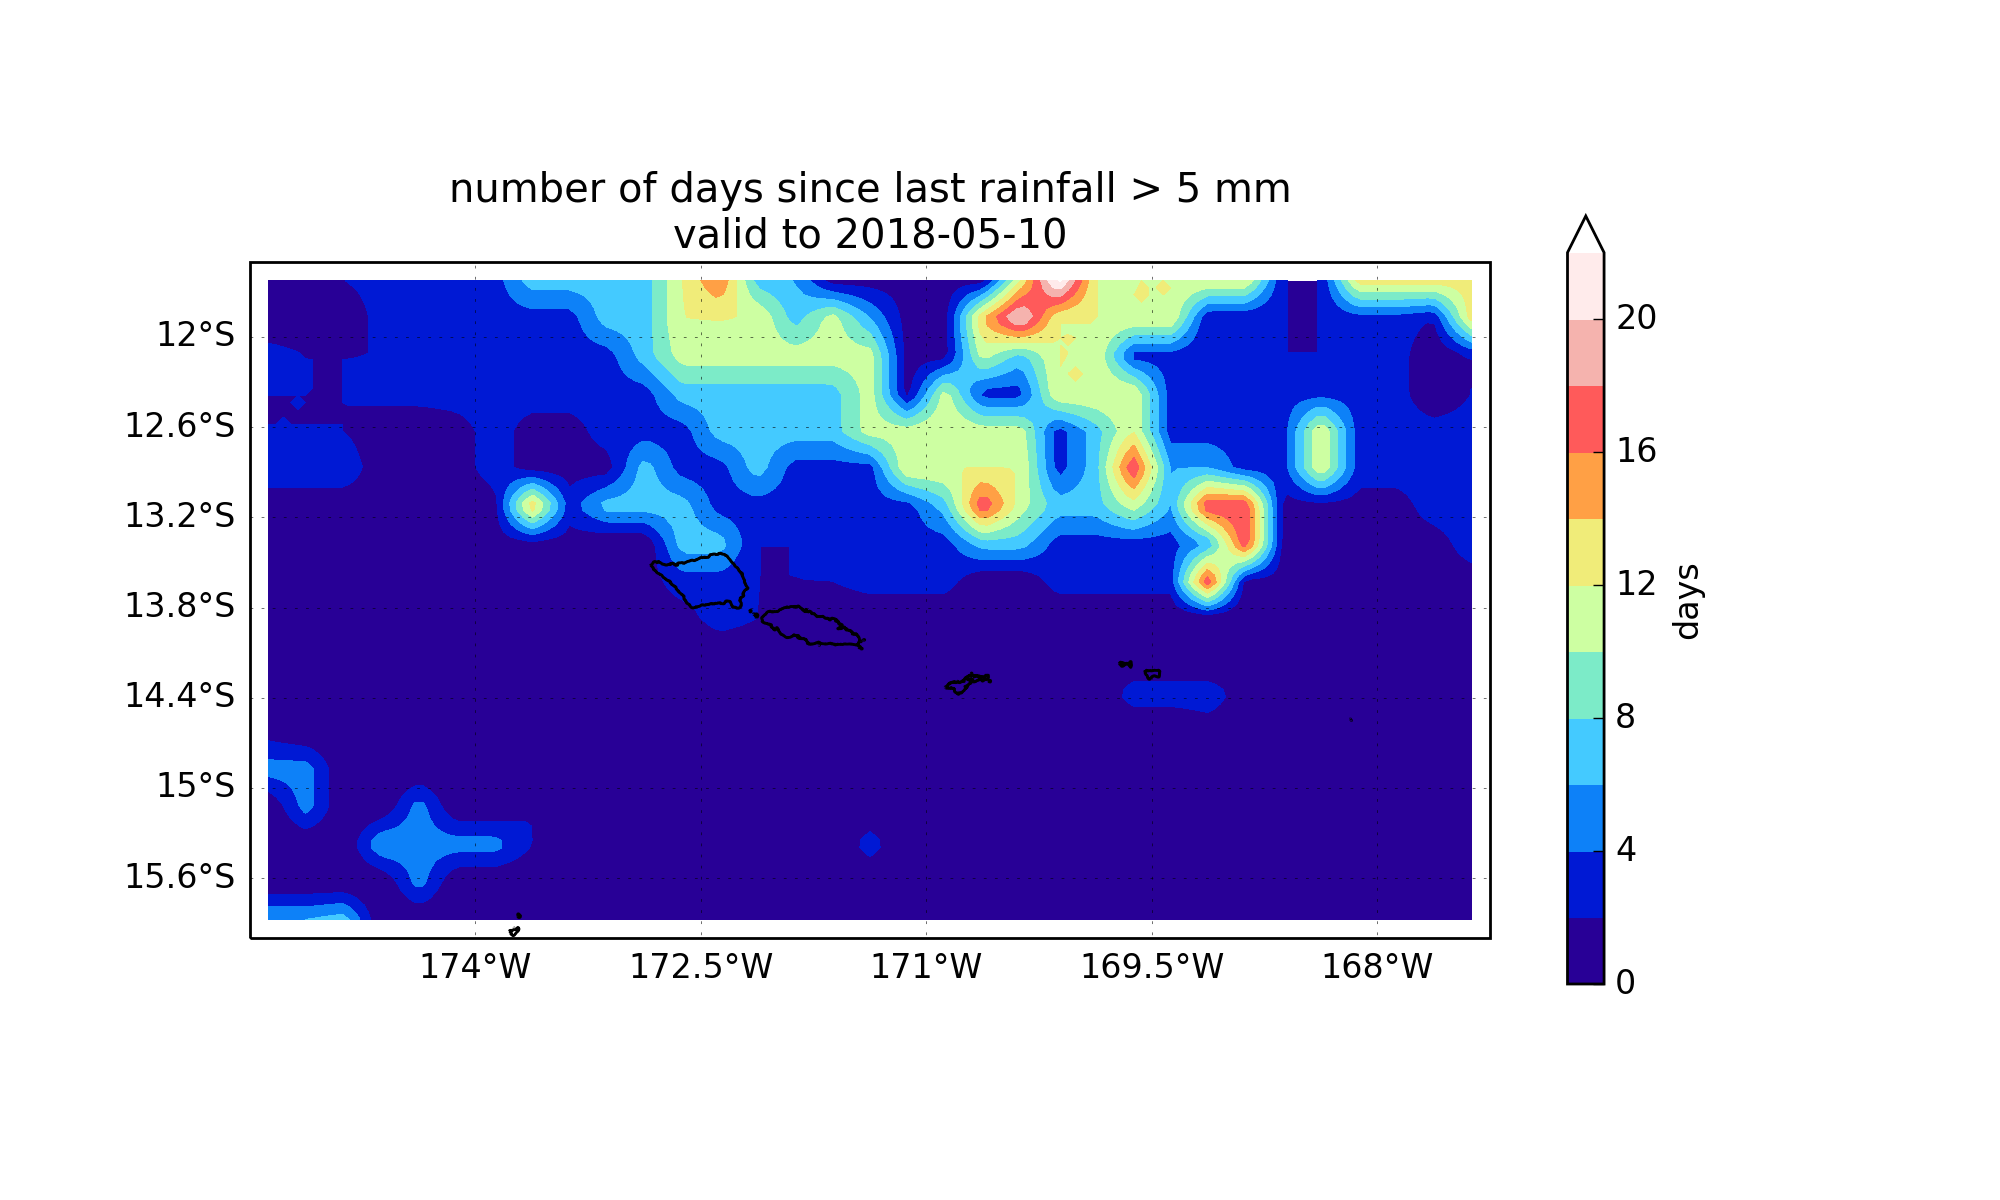 number of days since last rainfall > 5 mm
valid to 2018-05-10
12°S
12.6°S
13.2°S
13.8°S
14.4°S
15°S
15.6°S
174°W 172.5°W 171°W 169.5°W 168°W
20
16
12
8
4
0
days